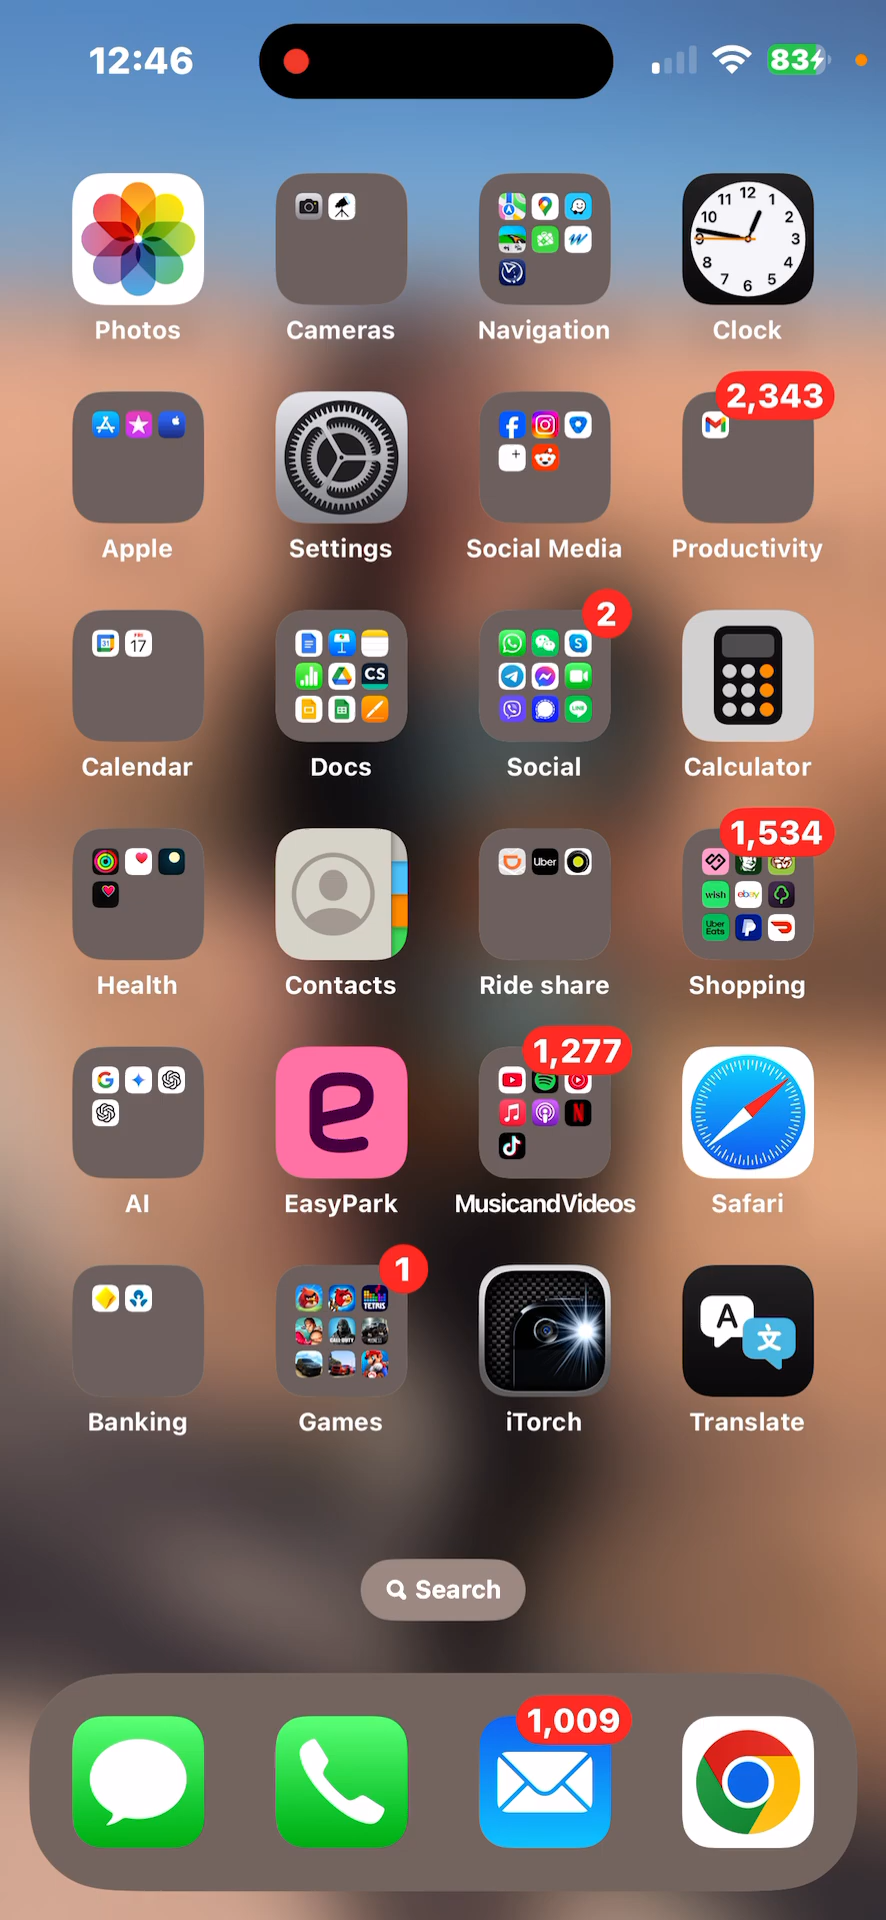 12:46
83
12
11 1
10 2
9 3
8 4
7 5
6
Photos Cameras Navigation Clock
2,343
Apple Settings Social Media Productivity
31
FRI
17
CS
S
2
LINE
Calendar Docs Social Calculator
1,534
Uber
wish
ebay
Uber
Eats
Health Contacts Ride share Shopping
1,277
G
N
e
AI EasyPark MusicandVideos Safari
1
TETRIS
A
文
Banking Games iTorch Translate
Search
1,009